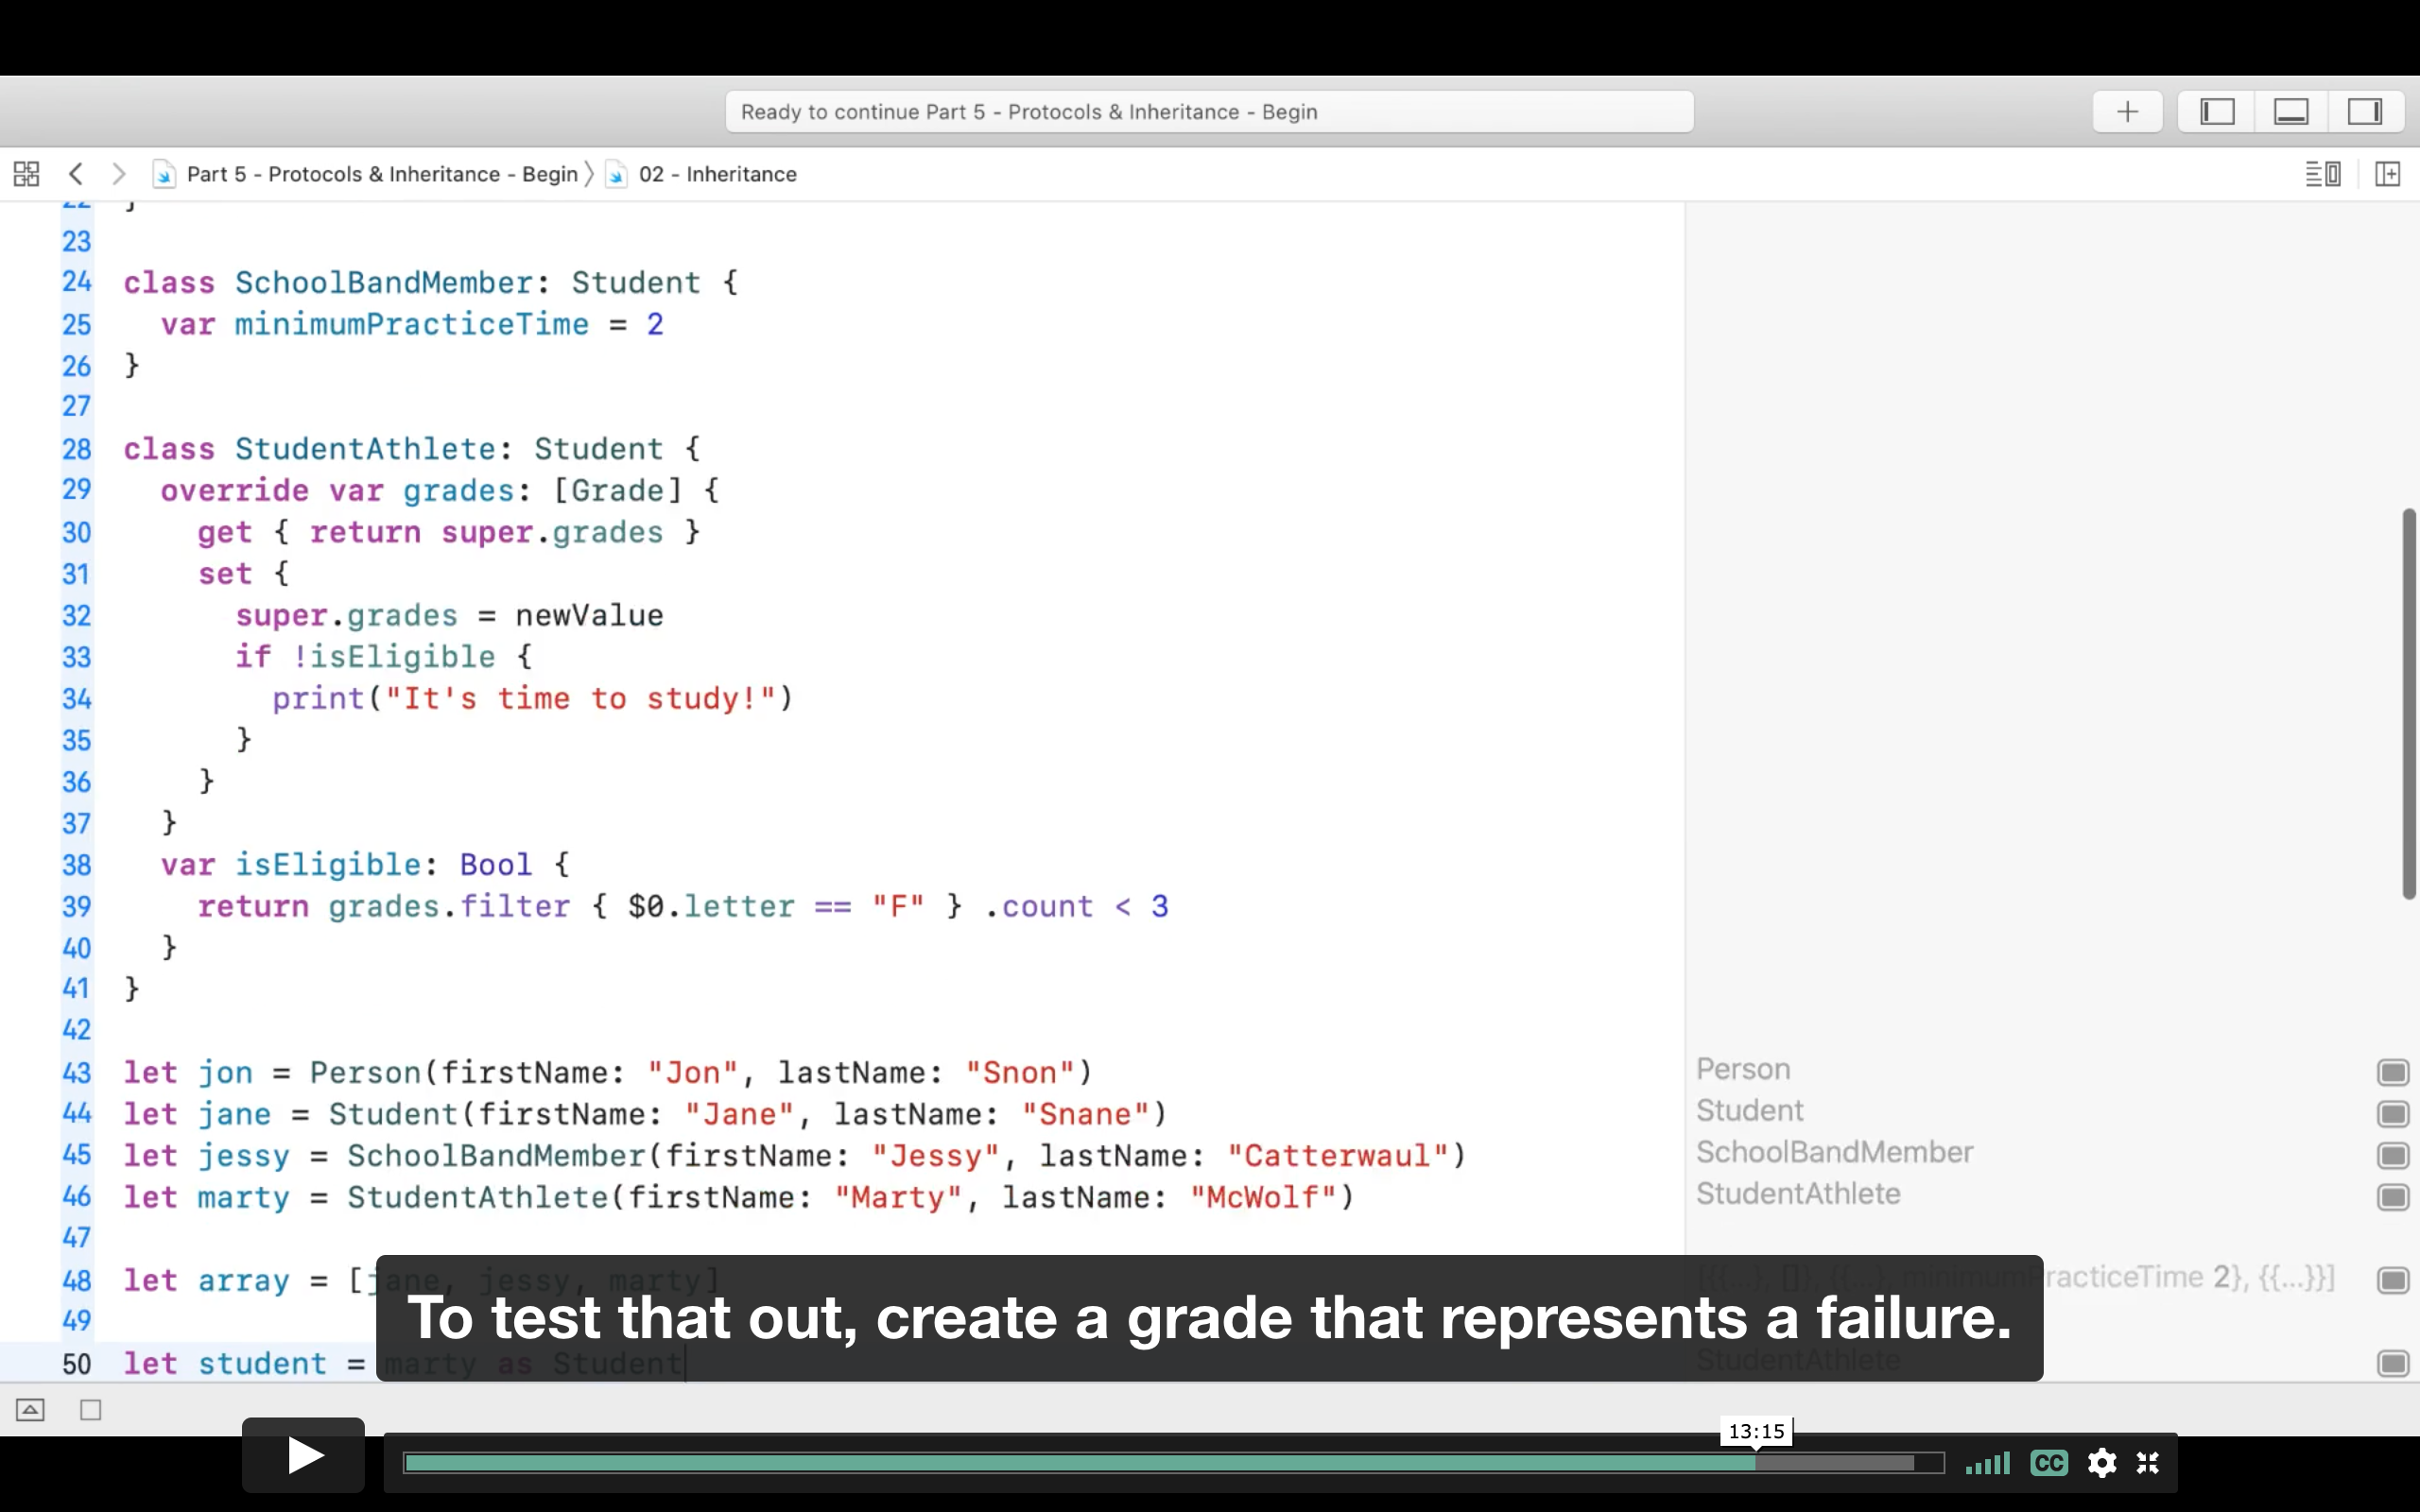 Ready to continue Part 5 - Protocols & Inheritance - Begin
Part 5 - Protocols & Inheritance - Begin 〉 02 - Inheritance
22 }
23
24 class SchoolBandMember: Student {
25 var minimumPracticeTime = 2
26 }
27
28 class StudentAthlete: Student {
29 override var grades: [Grade] {
30 get { return super.grades }
31 set {
32 super.grades = newValue
33 if !isEligible {
34 print("It's time to study!")
35 }
36 }
37 }
38 var isEligible: Bool {
39 return grades.filter { $0.letter == "F" } .count < 3
40 }
41 }
42
43 let jon = Person(firstName: "Jon", lastName: "Snon") Person
44 let jane = Student(firstName: "Jane", lastName: "Snane") Student
45 let jessy = SchoolBandMember(firstName: "Jessy", lastName: "Catterwaul") SchoolBandMember
46 let marty = StudentAthlete(firstName: "Marty", lastName: "McWolf") StudentAthlete
47
48 let array = [jane, jessy, marty] [{{...}, []}, {{...}, minimumPracticeTime 2}, {{...}}]
49
To test that out, create a grade that represents a failure.
50 let student = marty as Student StudentAthlete
13:15
CC